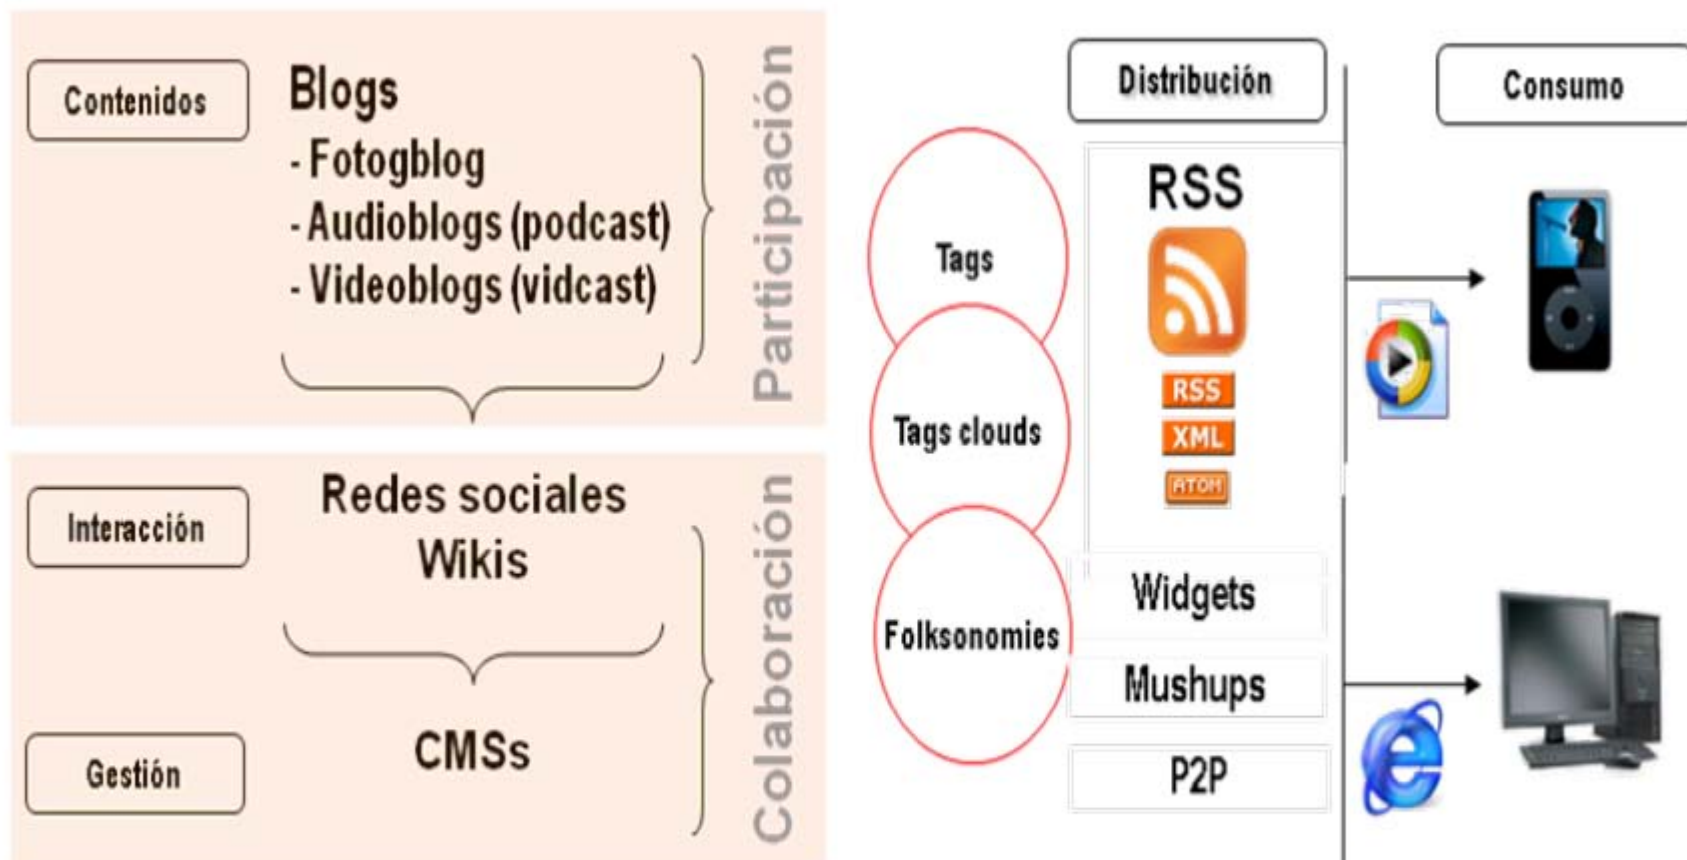 Contenidos
Blogs
- Fotogblog
- Audioblogs (podcast)
- Videoblogs (vidcast)
Participación
Interacción
Redes sociales
Wikis
Gestión
CMSs
Colaboración
Tags
Tags clouds
Folksonomies
Distribución
RSS
RSS
XML
ATOM
Widgets
Mushups
P2P
Consumo